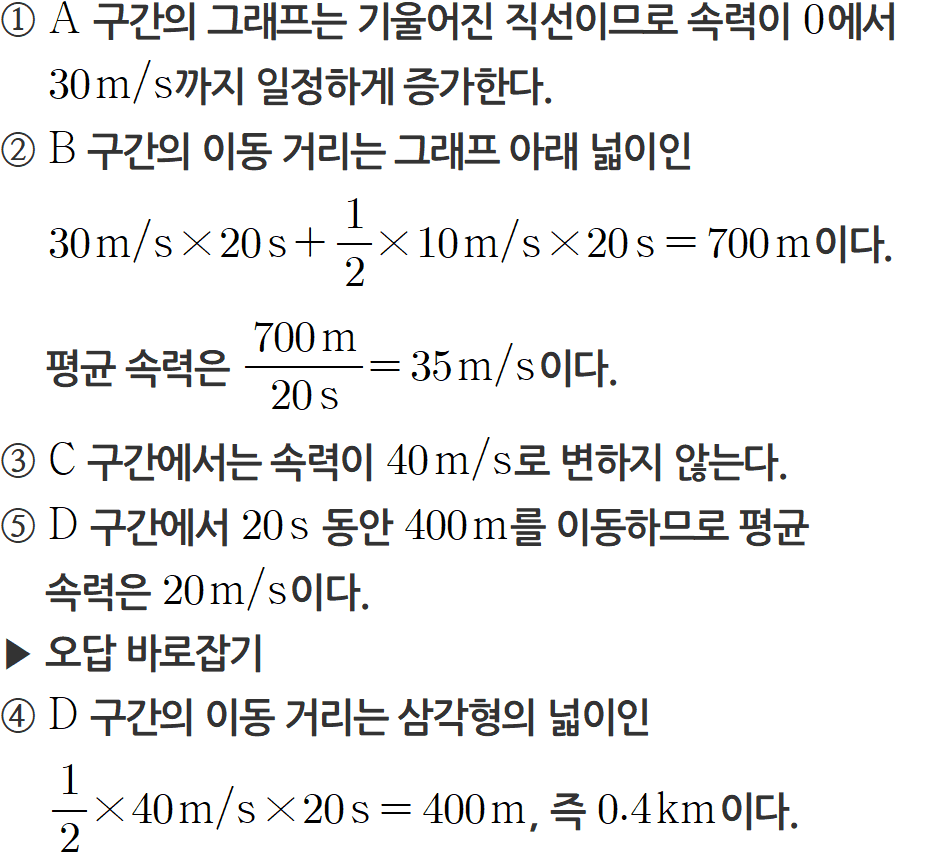 ① A 구간의 그래프는 기울어진 직선이므로 속력이 0에서
30 m/s까지 일정하게 증가한다.
② B 구간의 이동 거리는 그래프 아래 넓이인
30 m/s×20 s+1/2×10 m/s×20 s=700 m이다.
평균 속력은 700 m/20 s=35 m/s이다.
③ C 구간에서는 속력이 40 m/s로 변하지 않는다.
⑤ D 구간에서 20 s 동안 400 m를 이동하므로 평균
속력은 20 m/s이다.
▶ 오답 바로잡기
④ D 구간의 이동 거리는 삼각형의 넓이인
1/2×40 m/s×20 s=400 m, 즉 0.4 km이다.